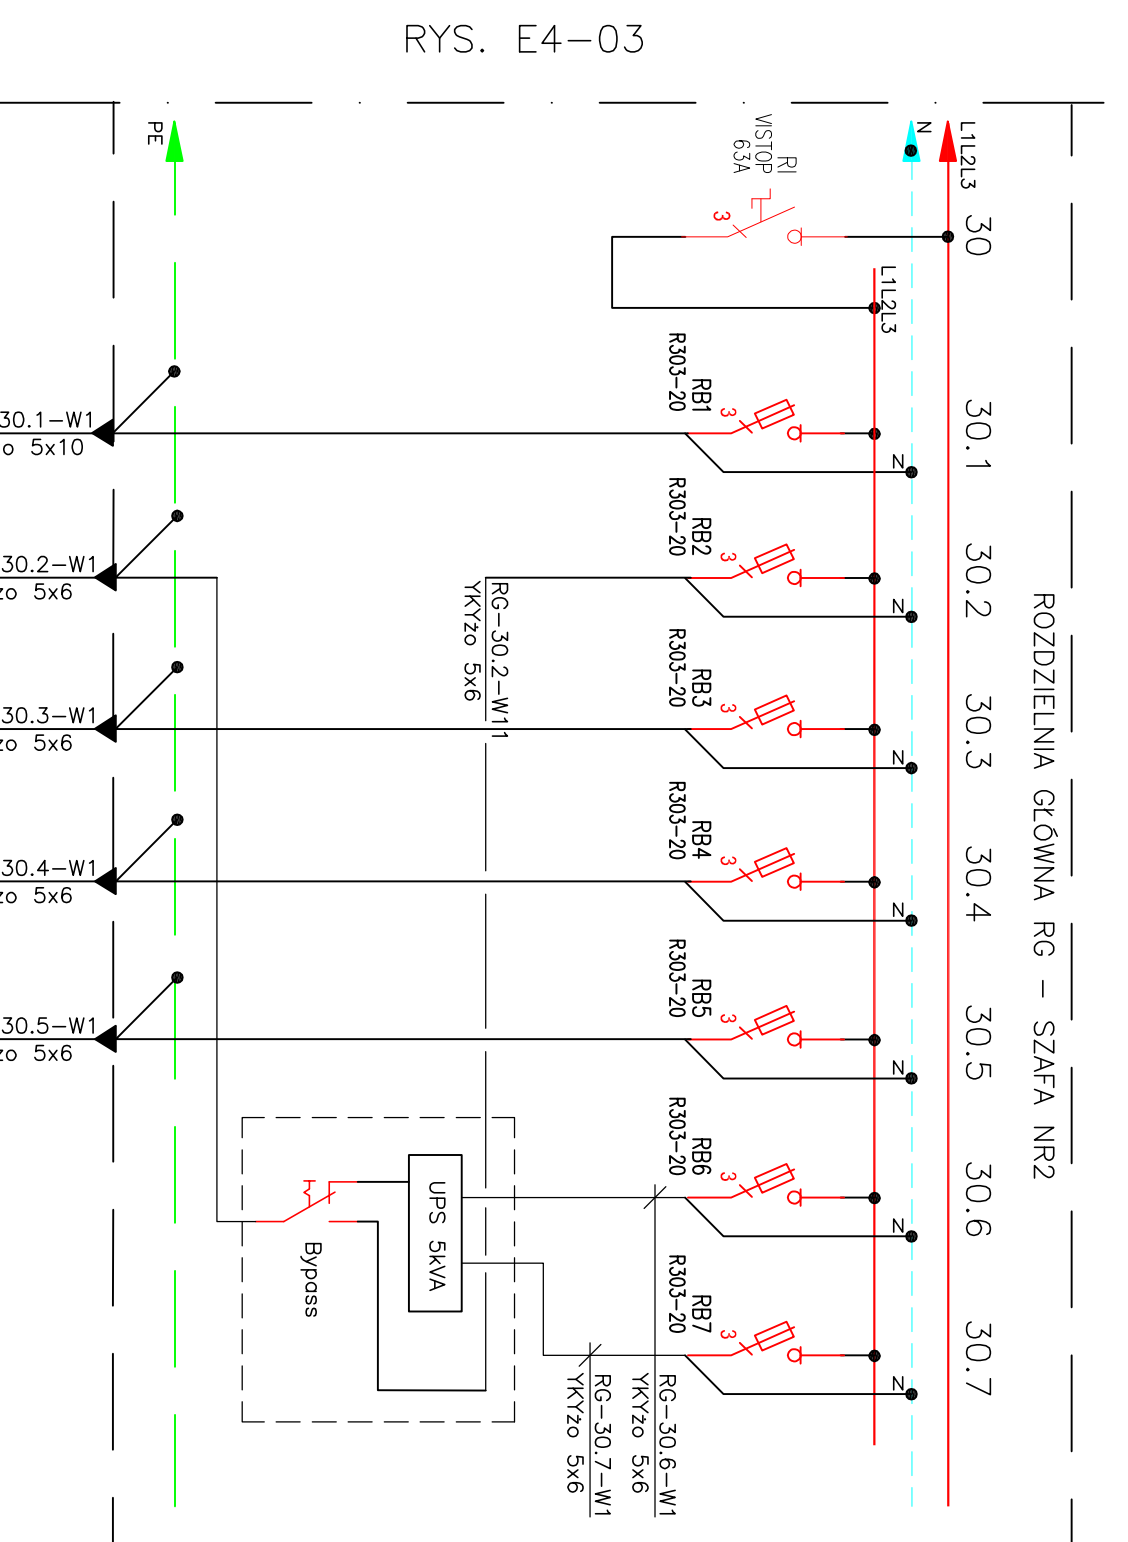 RYS. E4-03
ROZDZIELNIA GŁÓWNA RG - SZAFA NR2
PE
N
L1L2L3
30
RI
VISTOP
63A
3
L1L2L3
30.1
RB1
R303-20
3
N
30.1-W1
o 5x10
30.2
RB2
R303-20
3
N
RG-30.2-W11
YKYżo 5x6
30.2-W1
żo 5x6
30.3
RB3
R303-20
3
N
30.3-W1
żo 5x6
30.4
RB4
R303-20
3
N
30.4-W1
żo 5x6
30.5
RB5
R303-20
3
N
30.5-W1
żo 5x6
30.6
RB6
R303-20
3
N
RG-30.6-W1
YKYżo 5x6
30.7
RB7
R303-20
3
N
RG-30.7-W1
YKYżo 5x6
UPS 5kVA
Bypass